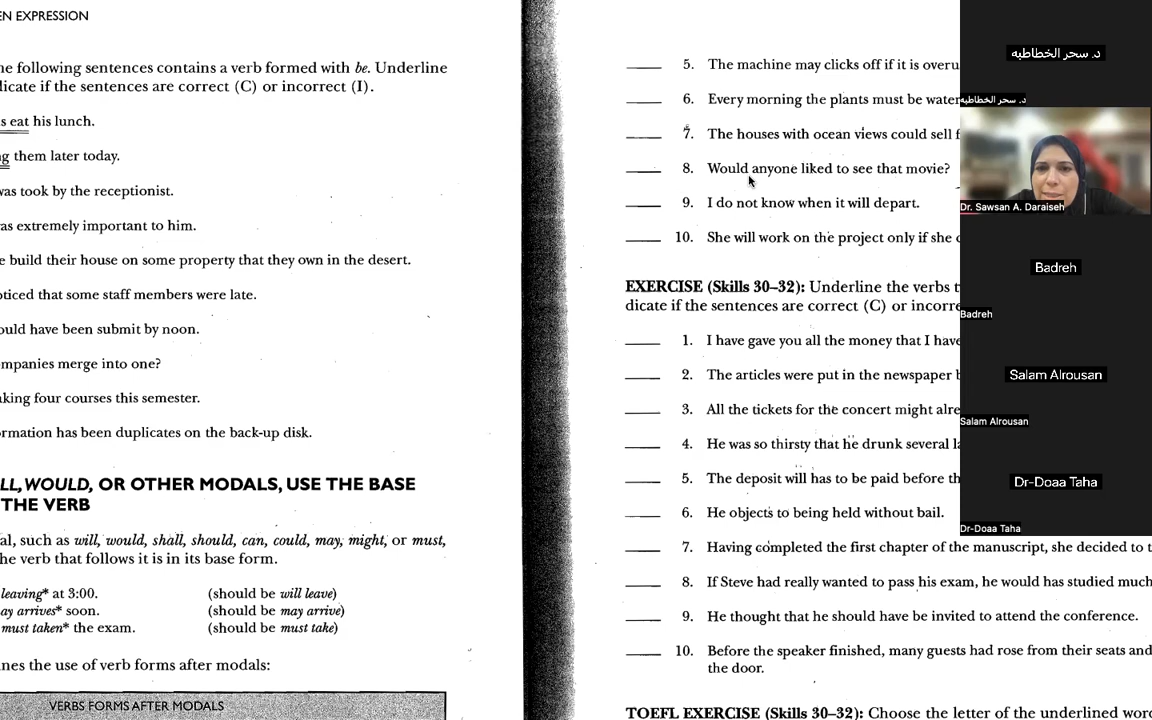 EN EXPRESSION
he following sentences contains a verb formed with be. Underline
dicate if the sentences are correct (C) or incorrect (I).
s eat his lunch.
g them later today.
was took by the receptionist.
as extremely important to him.
e build their house on some property that they own in the desert.
oticed that some staff members were late.
ould have been submit by noon.
ompanies merge into one?
aking four courses this semester.
ormation has been duplicates on the back-up disk.
LL, WOULD, OR OTHER MODALS, USE THE BASE
THE VERB
al, such as will, would, shall, should, can, could, may, might, or must,
he verb that follows it is in its base form.
leaving* at 3:00. (should be will leave)
ay arrives* soon. (should be may arrive)
must taken* the exam. (should be must take)
ines the use of verb forms after modals:
VERBS FORMS AFTER MODALS
5. The machine may clicks off if it is overu
6. Every morning the plants must be water
7. The houses with ocean views could sell f
8. Would anyone liked to see that movie?
9. I do not know when it will depart.
10. She will work on the project only if she
EXERCISE (Skills 30–32): Underline the verbs t
dicate if the sentences are correct (C) or incorre
1. I have gave you all the money that I have
2. The articles were put in the newspaper b
3. All the tickets for the concert might alre
4. He was so thirsty that he drunk several la
5. The deposit will has to be paid before th
6. He objects to being held without bail.
7. Having completed the first chapter of the manuscript, she decided to t
8. If Steve had really wanted to pass his exam, he would has studied much
9. He thought that he should have be invited to attend the conference.
10. Before the speaker finished, many guests had rose from their seats and
the door.
TOEFL EXERCISE (Skills 30–32): Choose the letter of the underlined word
د. سحر الخطاطبه
د. سحر الخطاطبه
Dr. Sawsan A. Daraiseh
Badreh
Badreh
Salam Alrousan
Salam Alrousan
Dr-Doaa Taha
Dr-Doaa Taha